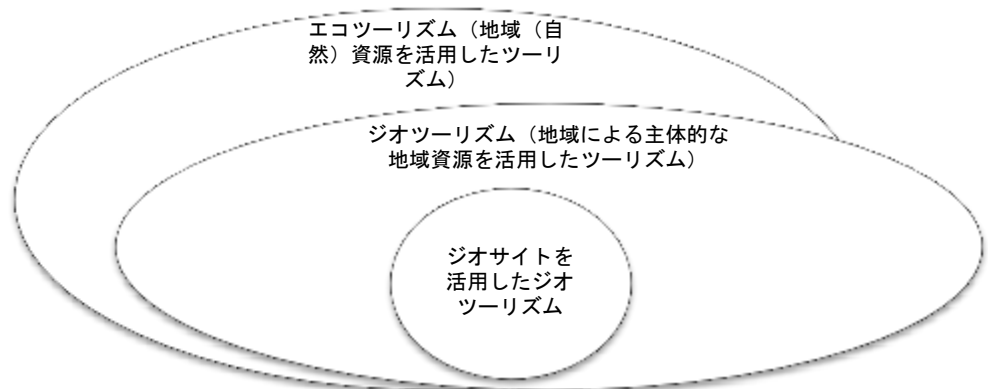 エコツーリズム（地域（自
然）資源を活用したツーリ
ズム）
ジオツーリズム（地域による主体的な
地域資源を活用したツーリズム）
ジオサイトを
活用したジオ
ツーリズム